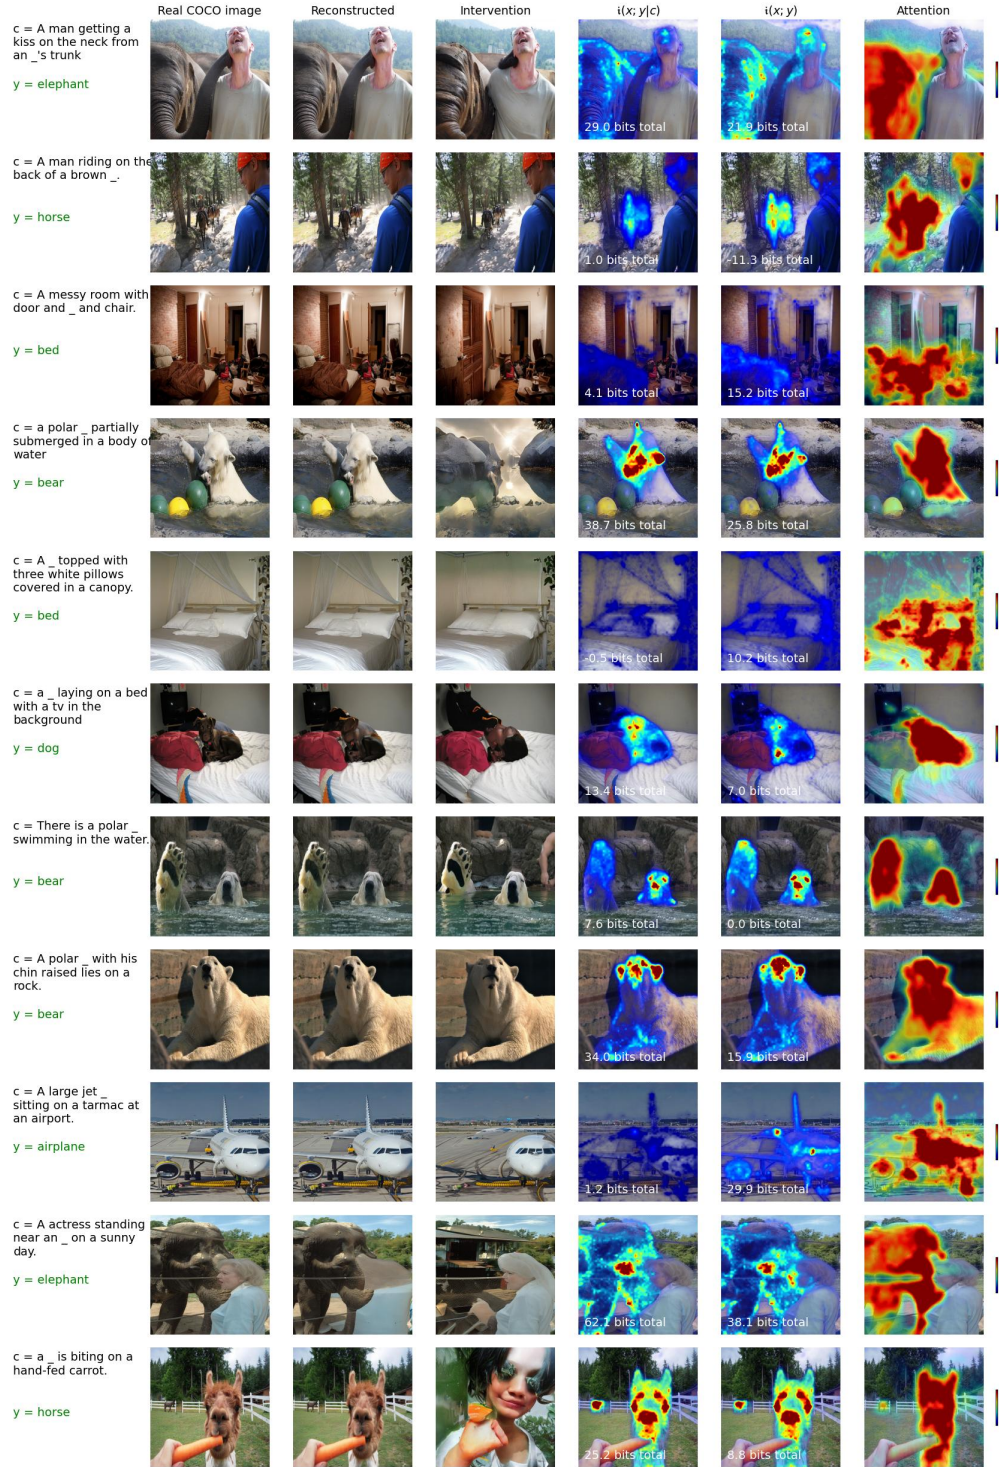 Real COCO image Reconstructed Intervention 𝔦(x; y|c) 𝔦(x; y) Attention
c = A man getting a
kiss on the neck from
an _'s trunk
y = elephant
29.0 bits total 21.9 bits total
c = A man riding on the
back of a brown _.
y = horse
1.0 bits total -11.3 bits total
c = A messy room with
door and _ and chair.
y = bed
4.1 bits total 15.2 bits total
c = a polar _ partially
submerged in a body of
water
y = bear
38.7 bits total 25.8 bits total
c = A _ topped with
three white pillows
covered in a canopy.
y = bed
-0.5 bits total 10.2 bits total
c = a _ laying on a bed
with a tv in the
background
y = dog
13.4 bits total 7.0 bits total
c = There is a polar _
swimming in the water.
y = bear
7.6 bits total 0.0 bits total
c = A polar _ with his
chin raised lies on a
rock.
y = bear
34.0 bits total 15.9 bits total
c = A large jet _
sitting on a tarmac at
an airport.
y = airplane
1.2 bits total 29.9 bits total
c = A actress standing
near an _ on a sunny
day.
y = elephant
62.1 bits total 38.1 bits total
c = a _ is biting on a
hand-fed carrot.
y = horse
25.2 bits total 8.8 bits total